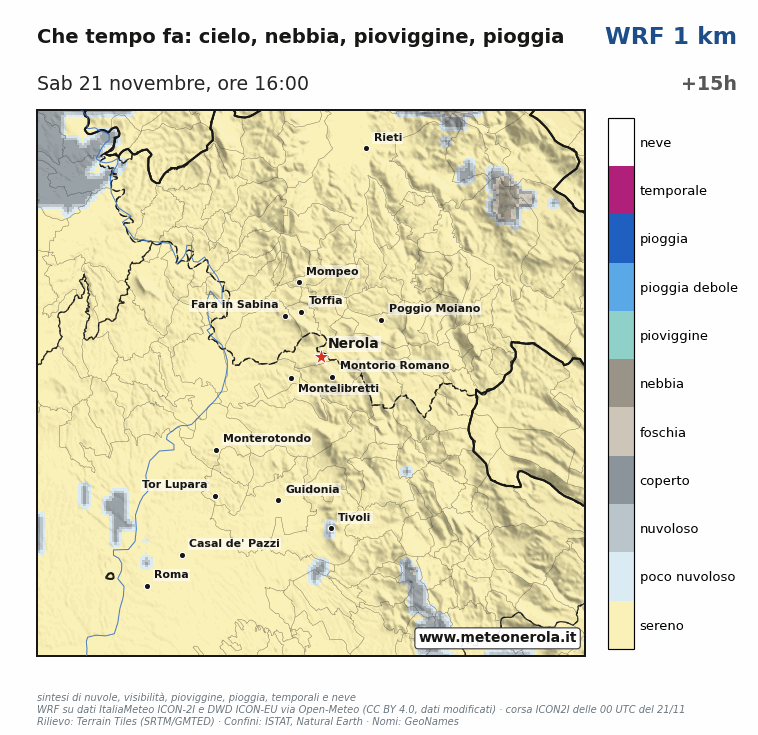 Che tempo fa: cielo, nebbia, pioviggine, pioggia
WRF 1 km
Sab 21 novembre, ore 16:00
+15h
Rieti
Mompeo
Toffia
Fara in Sabina
Poggio Moiano
Nerola
Montorio Romano
Montelibretti
Monterotondo
Tor Lupara
Guidonia
Tivoli
Casal de' Pazzi
Roma
www.meteonerola.it
neve
temporale
pioggia
pioggia debole
pioviggine
nebbia
foschia
coperto
nuvoloso
poco nuvoloso
sereno
sintesi di nuvole, visibilità, pioviggine, pioggia, temporali e neve
WRF su dati ItaliaMeteo ICON-2I e DWD ICON-EU via Open-Meteo (CC BY 4.0, dati modificati) · corsa ICON2I delle 00 UTC del 21/11
Rilievo: Terrain Tiles (SRTM/GMTED) · Confini: ISTAT, Natural Earth · Nomi: GeoNames